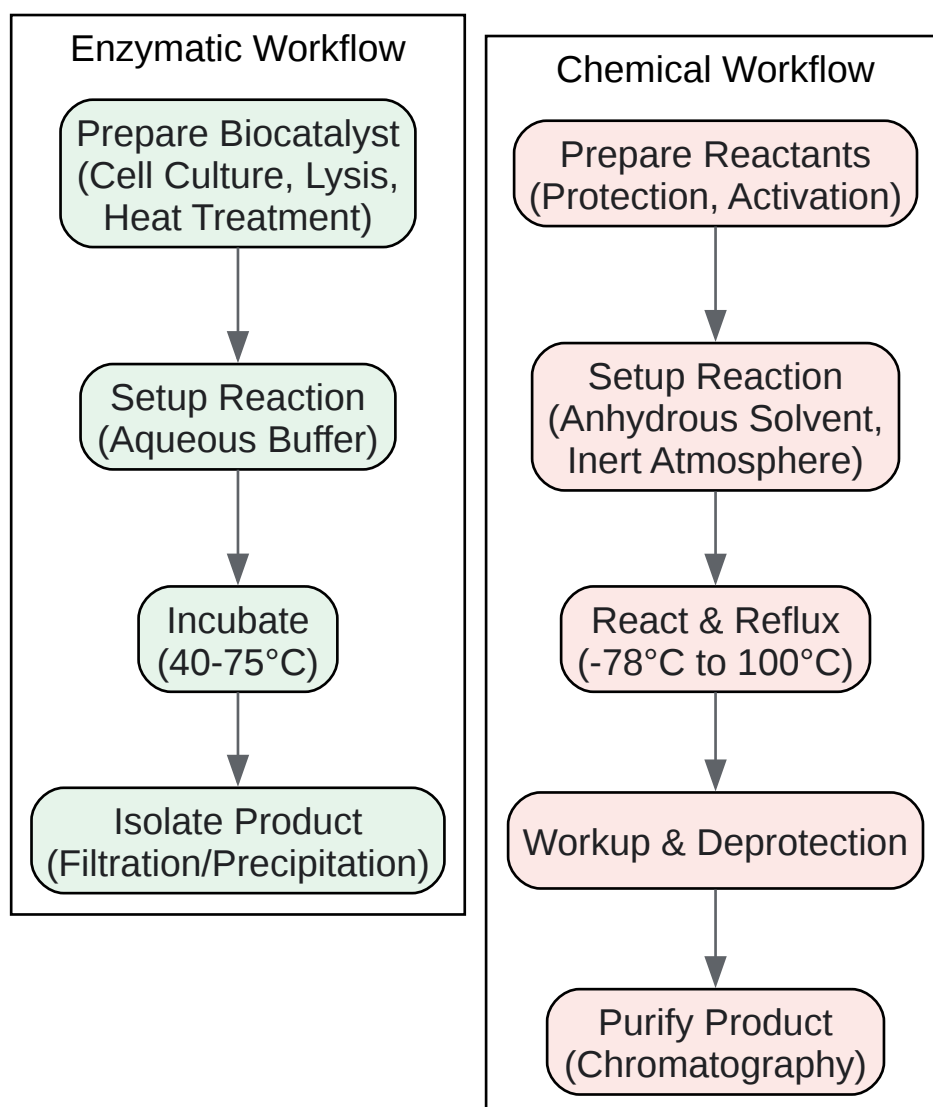 Enzymatic Workflow
Prepare Biocatalyst
(Cell Culture, Lysis,
Heat Treatment)
Setup Reaction
(Aqueous Buffer)
Incubate
(40-75°C)
Isolate Product
(Filtration/Precipitation)
Chemical Workflow
Prepare Reactants
(Protection, Activation)
Setup Reaction
(Anhydrous Solvent,
Inert Atmosphere)
React & Reflux
(-78°C to 100°C)
Workup & Deprotection
Purify Product
(Chromatography)